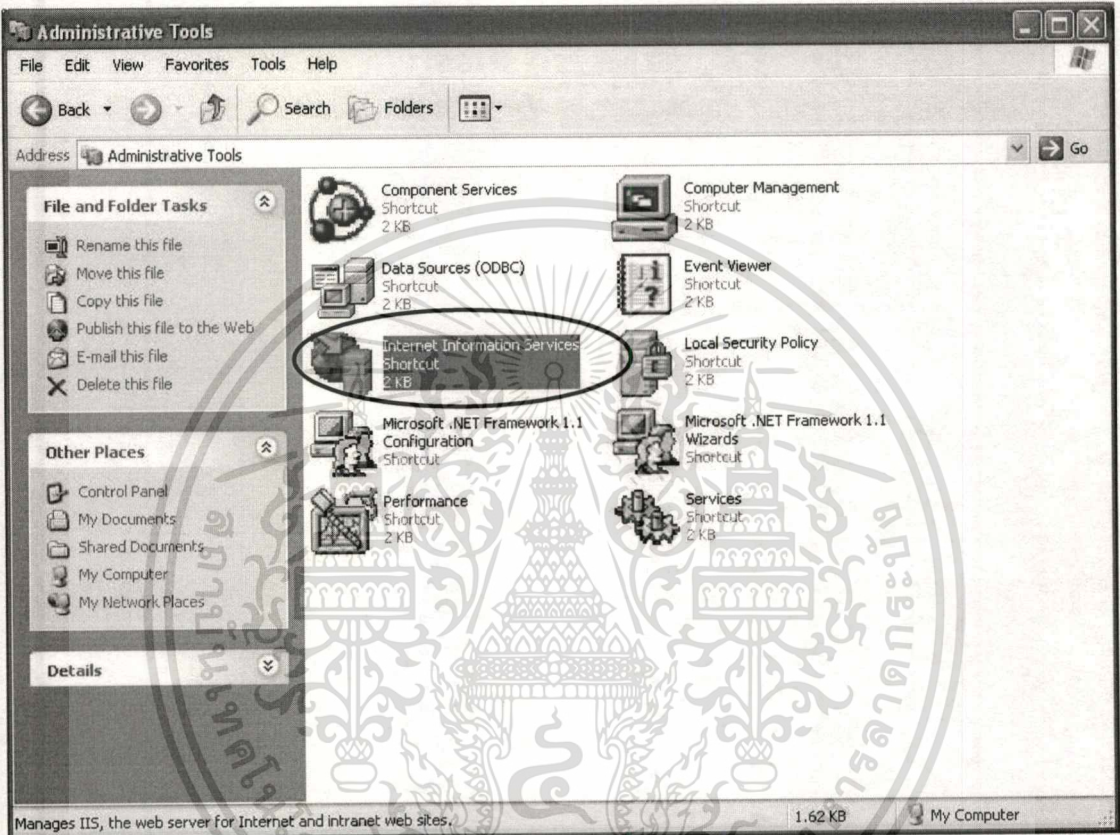 Administrative Tools
File Edit View Favorites Tools Help
Back Search Folders
Address Administrative Tools Go
File and Folder Tasks
Rename this file
Move this file
Copy this file
Publish this file to the Web
E-mail this file
Delete this file
Other Places
Control Panel
My Documents
Shared Documents
My Computer
My Network Places
Details
Component Services
Shortcut
2 KB
Computer Management
Shortcut
2 KB
Data Sources (ODBC)
Shortcut
2 KB
Event Viewer
Shortcut
2 KB
Internet Information Services
Shortcut
2 KB
Local Security Policy
Shortcut
2 KB
Microsoft .NET Framework 1.1
Configuration
Shortcut
Microsoft .NET Framework 1.1
Wizards
Shortcut
Performance
Shortcut
2 KB
Services
Shortcut
2 KB
Manages IIS, the web server for Internet and intranet web sites. 1.62 KB My Computer